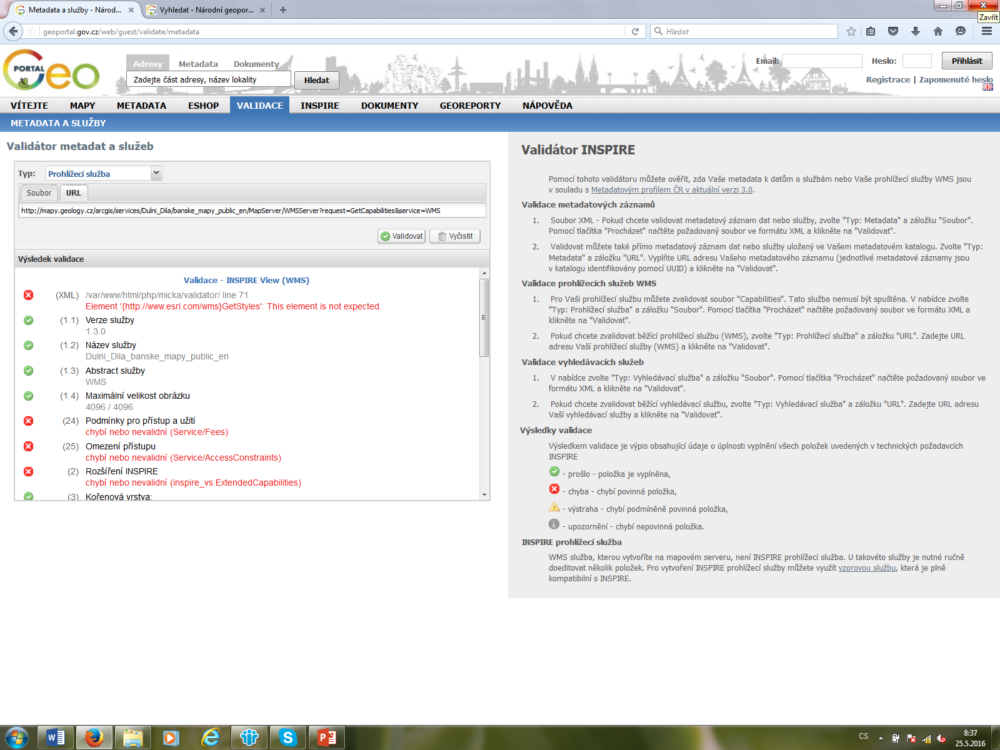 Metadata a služby - Národ...
Vyhledat - Národní geopor...
Zavřít
geoportal.gov.cz/web/guest/validate/metadata
Hledat
PORTAL
Geo
Adresy Metadata Dokumenty
Zadejte část adresy, název lokality
Hledat
Email:
Heslo:
Přihlásit
Registrace | Zapomenuté heslo
VÍTEJTE MAPY METADATA ESHOP VALIDACE INSPIRE DOKUMENTY GEOREPORTY NÁPOVĚDA
METADATA A SLUŽBY
Validátor metadat a služeb
Typ: Prohlížecí služba
Soubor URL
http://mapy.geology.cz/arcgis/services/Dulni_Dila/banske_mapy_public_en/MapServer/WMSServer?request=GetCapabilities&service=WMS
Validovat Vyčistit
Výsledek validace
Validace - INSPIRE View (WMS)
(XML) /var/www/html/php/micka/validator/ line 71
Element '{http://www.esri.com/wms}GetStyles': This element is not expected.
(1.1) Verze služby
1.3.0
(1.2) Název služby
Dulni_Dila_banske_mapy_public_en
(1.3) Abstract služby
WMS
(1.4) Maximální velikost obrázku
4096 / 4096
(24) Podmínky pro přístup a užití
chybí nebo nevalidní (Service/Fees)
(25) Omezení přístupu
chybí nebo nevalidní (Service/AccessConstraints)
(2) Rozšíření INSPIRE
chybí nebo nevalidní (inspire_vs:ExtendedCapabilities)
(3) Kořenová vrstva:
Validátor INSPIRE
Pomocí tohoto validátoru můžete ověřit, zda Vaše metadata k datům a službám nebo Vaše prohlížecí služby WMS jsou
v souladu s Metadatovým profilem ČR v aktuální verzi 3.0.
Validace metadatových záznamů
1. Soubor XML - Pokud chcete validovat metadatový záznam dat nebo služby, zvolte "Typ: Metadata" a záložku "Soubor".
Pomocí tlačítka "Procházet" načtěte požadovaný soubor ve formátu XML a klikněte na "Validovat".
2. Validovat můžete také přímo metadatový záznam dat nebo služby uložený ve Vašem metadatovém katalogu. Zvolte "Typ:
Metadata" a záložku "URL". Vyplňte URL adresu Vašeho metadatového záznamu (jednotlivé metadatové záznamy jsou
v katalogu identifikovány pomocí UUID) a klikněte na "Validovat".
Validace prohlížecích služeb WMS
1. Pro Vaši prohlížecí službu můžete zvalidovat soubor "Capabilities". Tato služba nemusí být spuštěna. V nabídce zvolte
"Typ: Prohlížecí služba" a záložku "Soubor". Pomocí tlačítka "Procházet" načtěte požadovaný soubor ve formátu XML a
klikněte na "Validovat".
2. Pokud chcete zvalidovat běžící prohlížecí službu (WMS), zvolte "Typ: Prohlížecí služba" a záložku "URL". Zadejte URL
adresu Vaší prohlížecí služby (WMS) a klikněte na "Validovat".
Validace vyhledávacích služeb
1. V nabídce zvolte "Typ: Vyhledávací služba" a záložku "Soubor". Pomocí tlačítka "Procházet" načtěte požadovaný soubor ve
formátu XML a klikněte na "Validovat".
2. Pokud chcete zvalidovat běžící vyhledávací službu, zvolte "Typ: Vyhledávací služba" a záložku "URL". Zadejte URL adresu
Vaší vyhledávací služby a klikněte na "Validovat".
Výsledky validace
Výsledkem validace je výpis obsahující údaje o úplnosti vyplnění všech položek uvedených v technických požadavcích
INSPIRE
- prošlo - položka je vyplněna,
- chyba - chybí povinná položka,
- výstraha - chybí podmíněně povinná položka,
- upozornění - chybí nepovinná položka.
INSPIRE prohlížecí služba
WMS služba, kterou vytvoříte na mapovém serveru, není INSPIRE prohlížecí služba. U takovéto služby je nutné ručně
doeditovat několik položek. Pro vytvoření INSPIRE prohlížecí služby můžete využít vzorovou službu, která je plně
kompatibilní s INSPIRE.
CS
8:37
25.5.2016